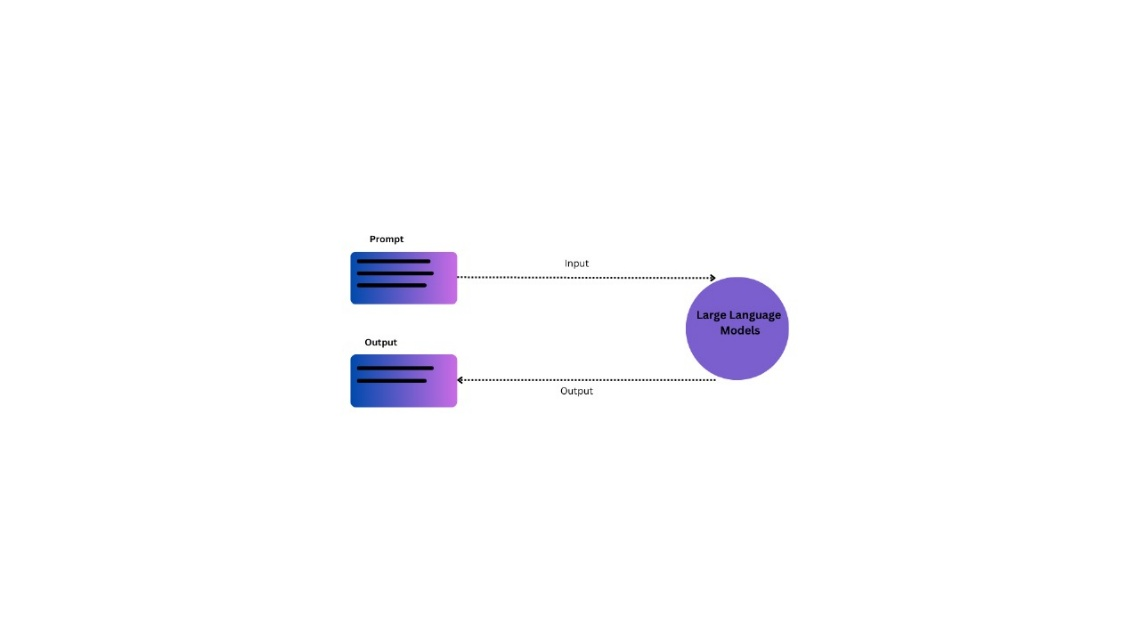 Prompt
Input
Large Language
Models
Output
Output